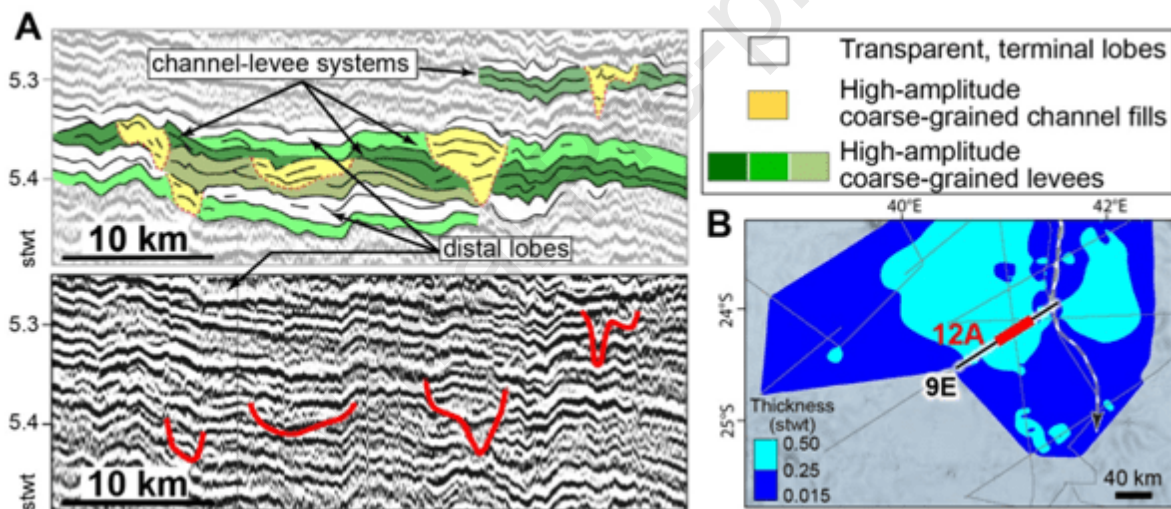 A
channel-levee systems
5.3
5.4
stwt
10 km
distal lobes
5.3
5.4
stwt
10 km
Transparent, terminal lobes
High-amplitude
coarse-grained channel fills
High-amplitude
coarse-grained levees
B
40°E
42°E
24°S
25°S
12A
9E
Thickness
(stwt)
0.50
0.25
0.015
40 km